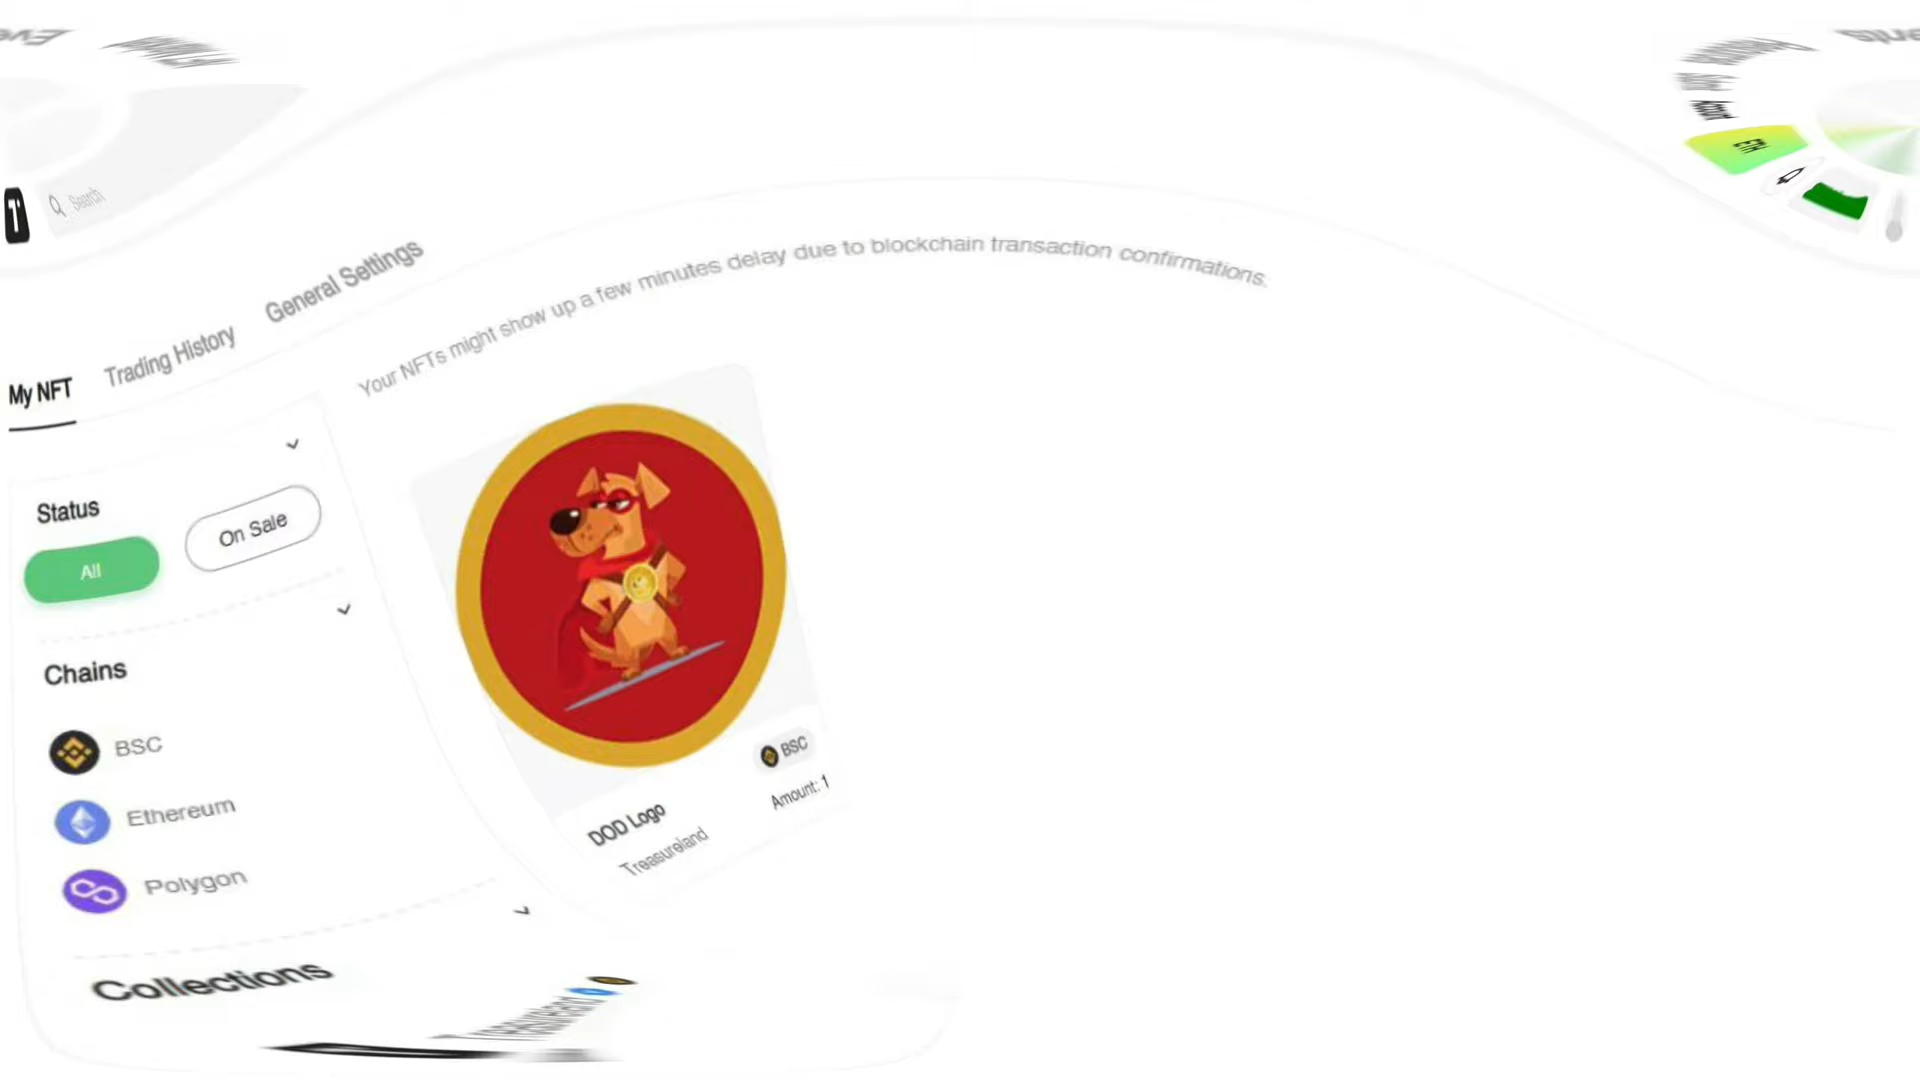 Search
ETH
My NFT
Trading History
General Settings
Your NFTs might show up a few minutes delay due to blockchain transaction confirmations.
Status
All
On Sale
Chains
BSC
Ethereum
Polygon
Collections
BSC
DOD Logo
Amount: 1
Treasureland